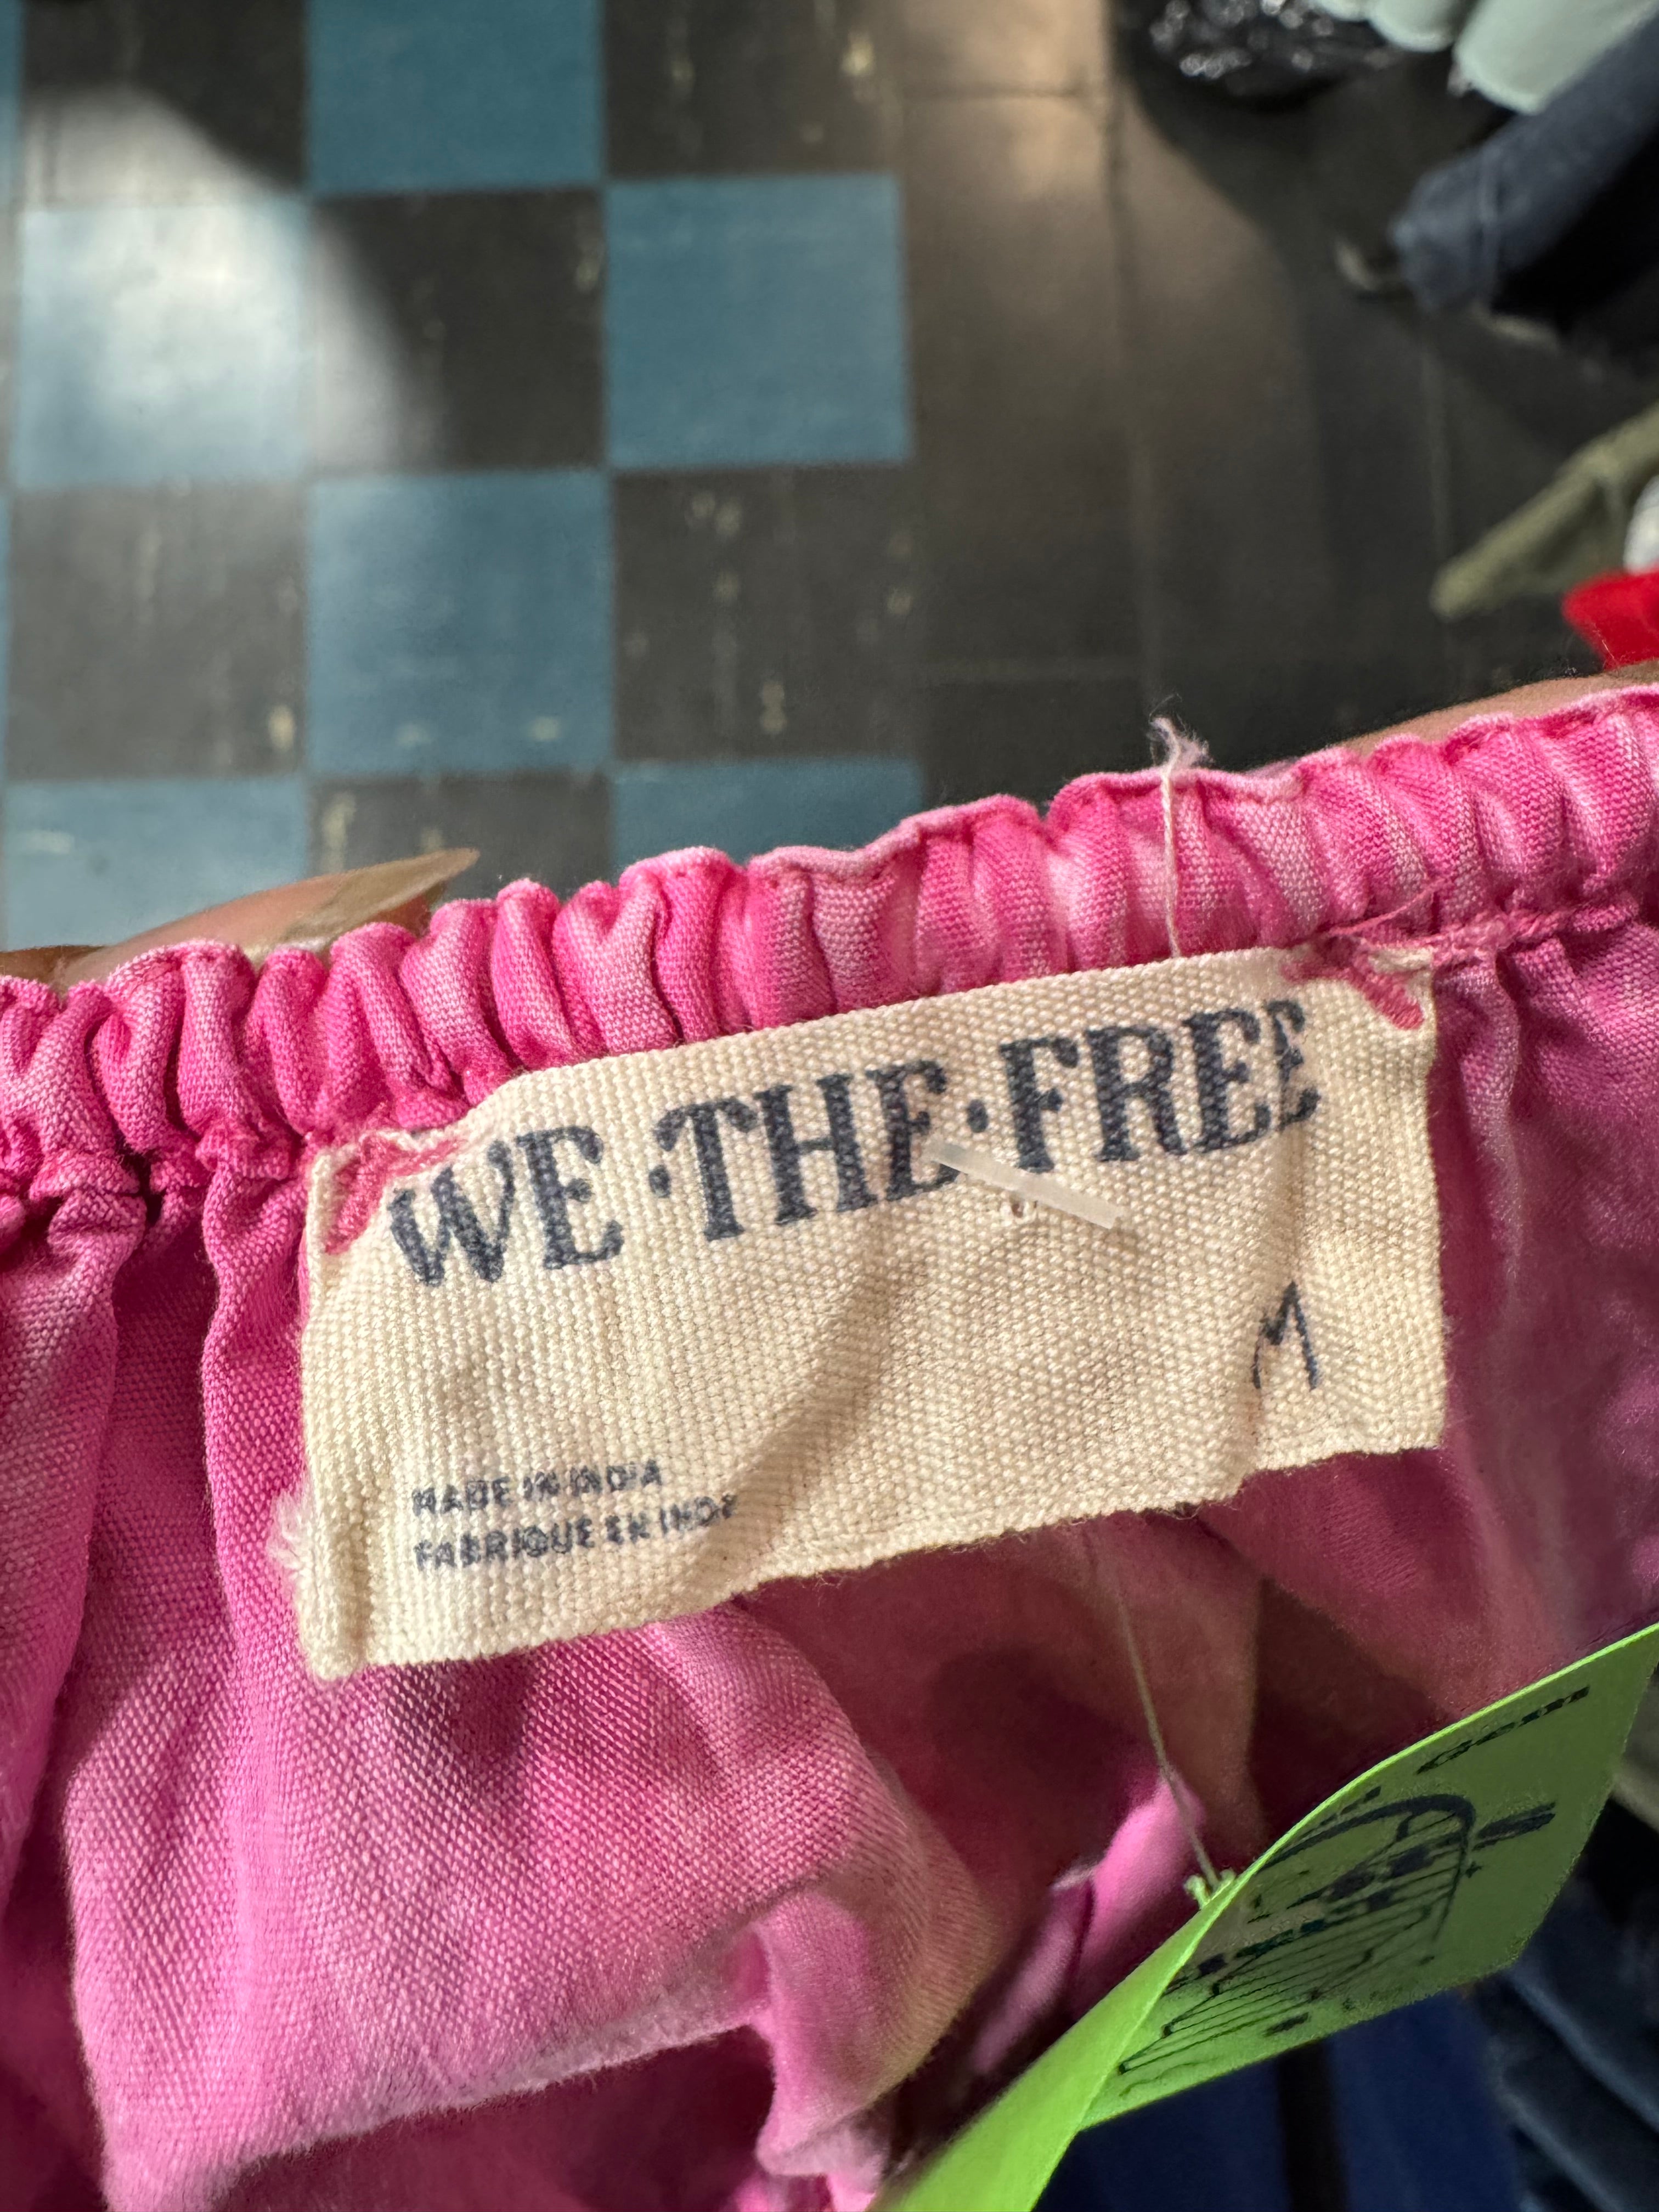 WE·THE·FREE
M
MADE IN INDIA
FABRIQUE EN INDE